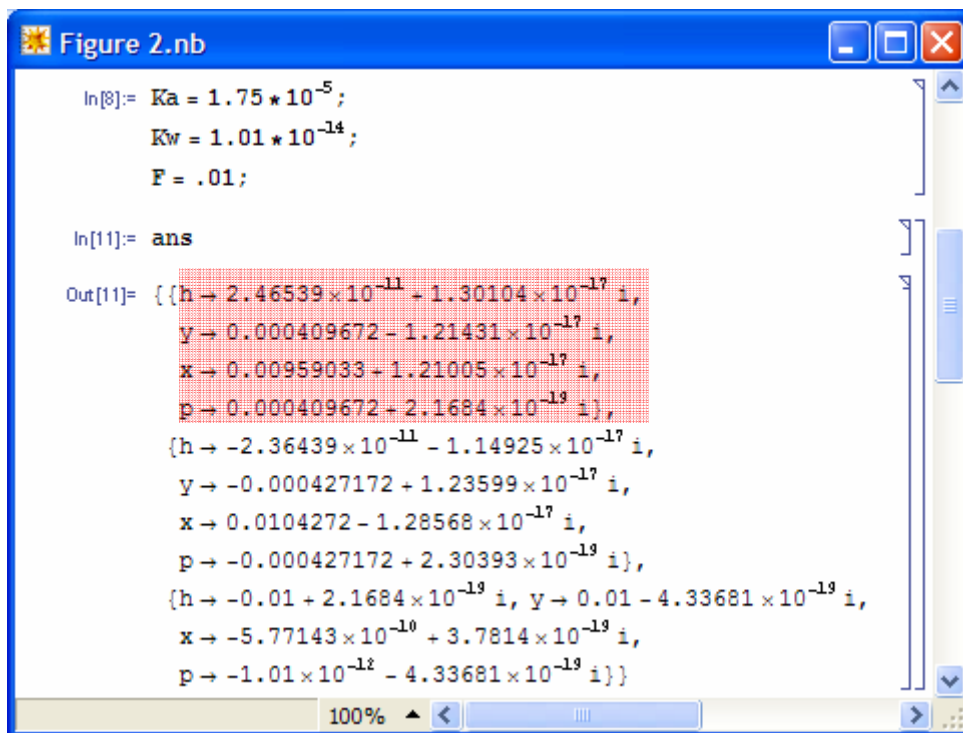 Figure 2.nb
In[8]:= Ka = 1.75 * 10^-5;
Kw = 1.01 * 10^-14;
F = .01;
In[11]:= ans
Out[11]= {{h → 2.46539 × 10^-11 - 1.30104 × 10^-17 i,
y → 0.000409672 - 1.21431 × 10^-17 i,
x → 0.00959033 + 1.21005 × 10^-17 i,
p → 0.000409672 + 2.1684 × 10^-19 i},
{h → -2.36439 × 10^-11 - 1.14925 × 10^-17 i,
y → -0.000427172 + 1.23599 × 10^-17 i,
x → 0.0104272 - 1.28568 × 10^-17 i,
p → -0.000427172 + 2.30393 × 10^-19 i},
{h → -0.01 + 2.1684 × 10^-19 i, y → 0.01 - 4.33681 × 10^-19 i,
x → -5.77143 × 10^-10 + 3.7814 × 10^-19 i,
p → -1.01 × 10^-12 - 4.33681 × 10^-19 i}}
100%